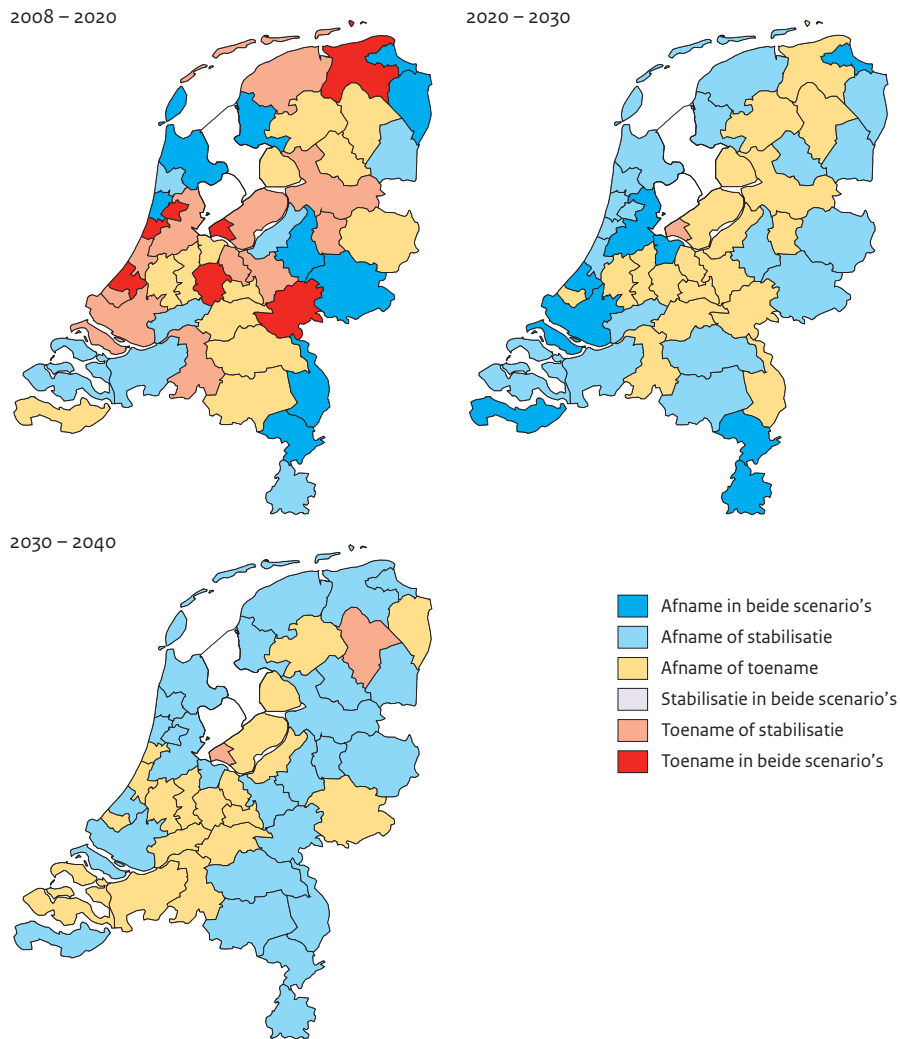 2008 – 2020
2020 – 2030
2030 – 2040
Afname in beide scenario's
Afname of stabilisatie
Afname of toename
Stabilisatie in beide scenario's
Toename of stabilisatie
Toename in beide scenario's